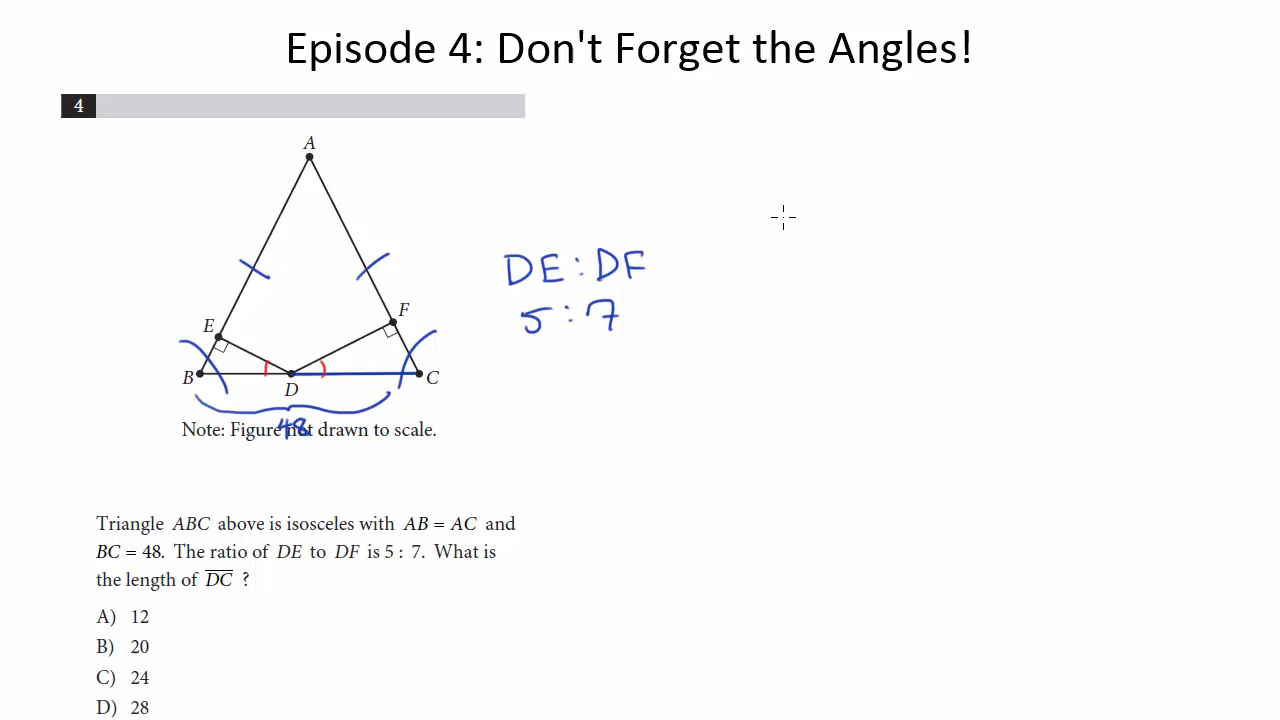 Episode 4: Don't Forget the Angles!
4
A
DE : DF
5 : 7
E
F
B
D
C
48
Note: Figure not drawn to scale.
Triangle ABC above is isosceles with AB = AC and
BC = 48. The ratio of DE to DF is 5 : 7. What is
the length of DC ?
A) 12
B) 20
C) 24
D) 28